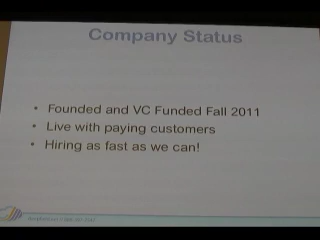 Company Status
• Founded and VC Funded Fall 2011
• Live with paying customers
• Hiring as fast as we can!